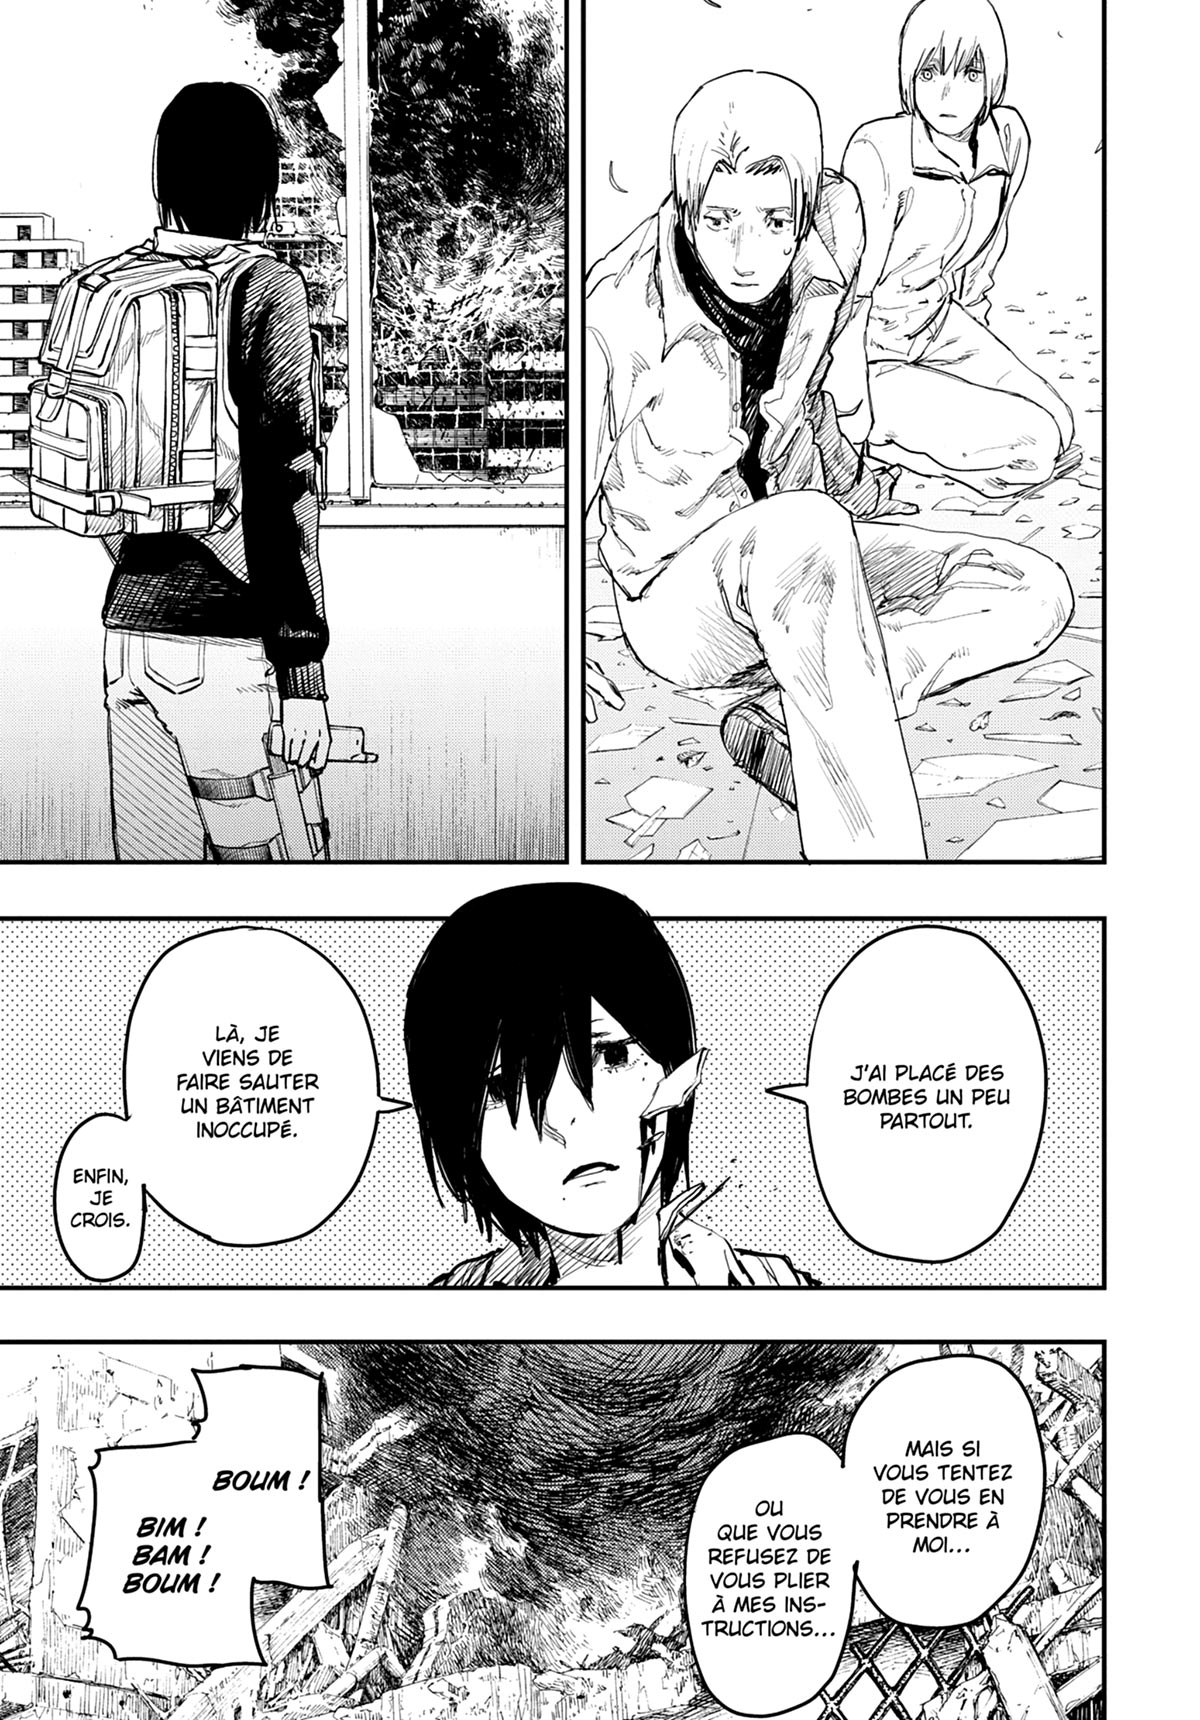 J'AI PLACÉ DES
BOMBES UN PEU
PARTOUT.
LÀ, JE
VIENS DE
FAIRE SAUTER
UN BÂTIMENT
INOCCUPÉ.
ENFIN,
JE
CROIS.
MAIS SI
VOUS TENTEZ
DE VOUS EN
PRENDRE À
MOI...
OU
QUE VOUS
REFUSEZ DE
VOUS PLIER
À MES INS-
TRUCTIONS...
BOUM !
BIM !
BAM !
BOUM !